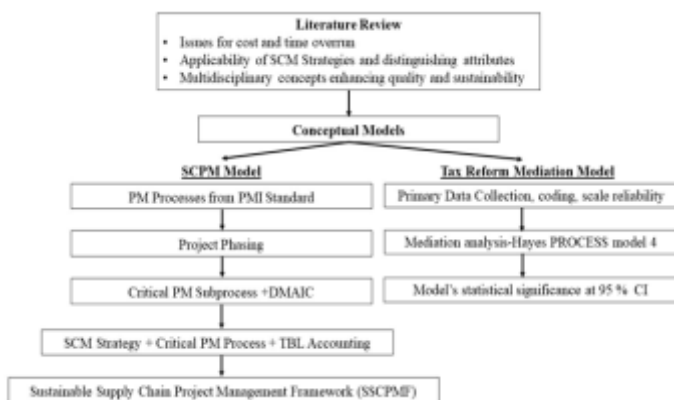 Literature Review
• Issues for cost and time overrun
• Applicability of SCM Strategies and distinguishing attributes
• Multidisciplinary concepts enhancing quality and sustainability
Conceptual Models
SCPM Model
PM Processes from PMI Standard
Project Phasing
Critical PM Subprocess +DMAIC
SCM Strategy + Critical PM Process + TBL Accounting
Sustainable Supply Chain Project Management Framework (SSCPMF)
Tax Reform Mediation Model
Primary Data Collection, coding, scale reliability
Mediation analysis-Hayes PROCESS model 4
Model's statistical significance at 95 % CI